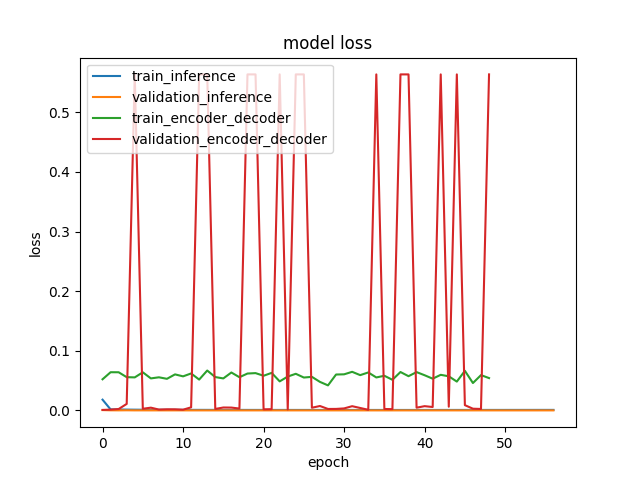 model loss
train_inference
validation_inference
train_encoder_decoder
validation_encoder_decoder
loss
0.5
0.4
0.3
0.2
0.1
0.0
0 10 20 30 40 50
epoch